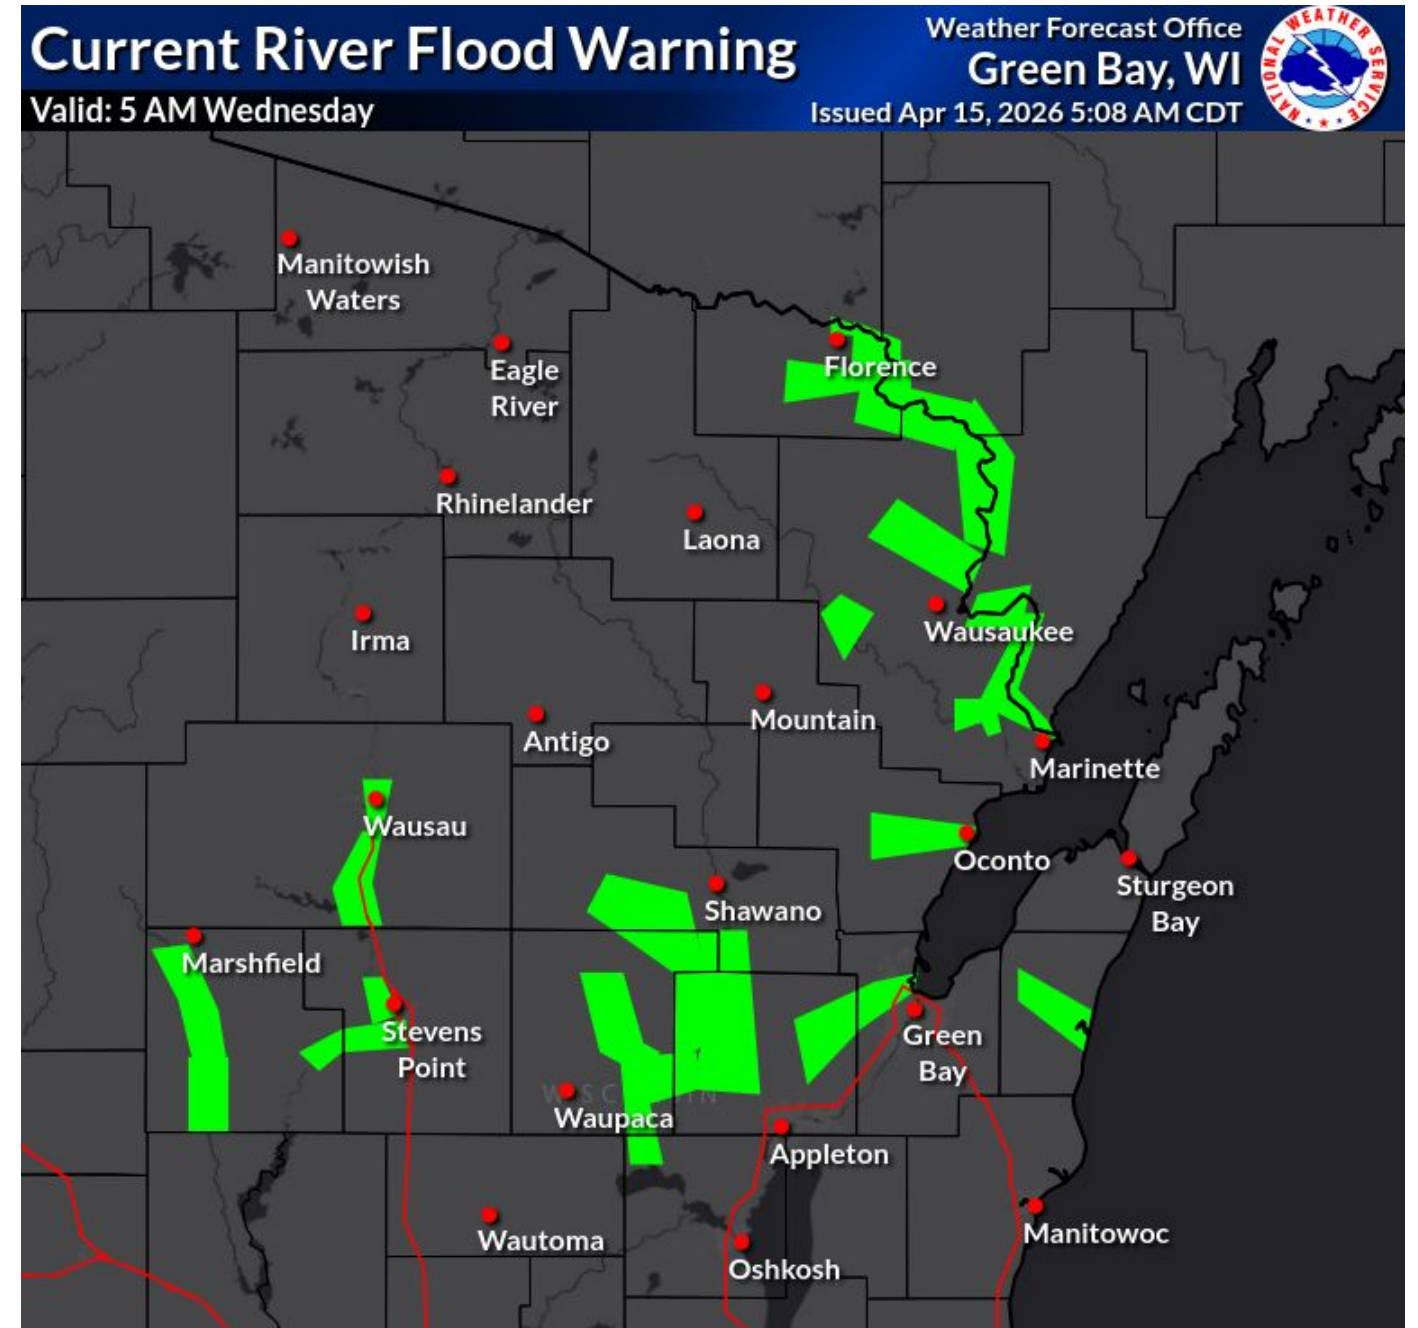 Current River Flood Warning
Valid: 5 AM Wednesday
Weather Forecast Office
Green Bay, WI
Issued Apr 15, 2026 5:08 AM CDT
NATIONAL WEATHER SERVICE
Manitowish
Waters
Eagle
River
Florence
Rhinelander
Laona
Irma
Wausaukee
Antigo
Mountain
Marinette
Wausau
Oconto
Sturgeon
Bay
Shawano
Marshfield
Stevens
Point
Green
Bay
Waupaca
Appleton
Wautoma
Oshkosh
Manitowoc